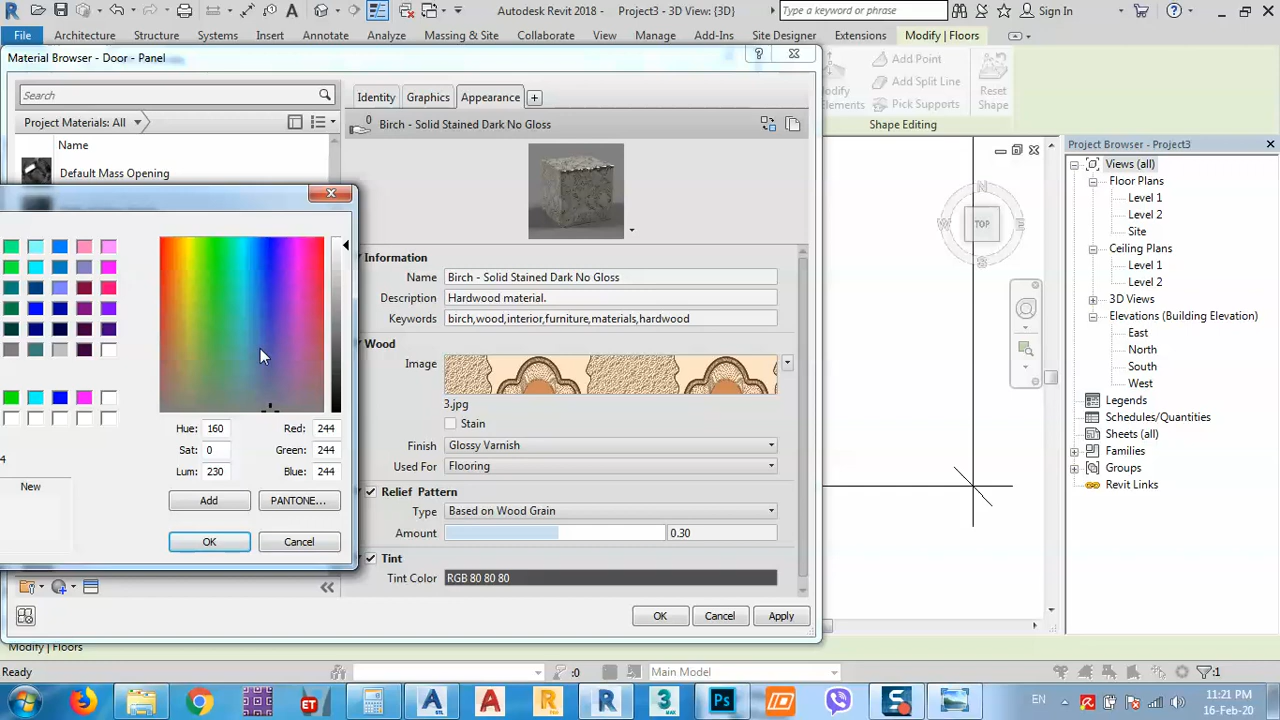 Autodesk Revit 2018 - Project3 - 3D View: {3D}
Type a keyword or phrase
Sign In
File Architecture Structure Steel Systems Insert Annotate Analyze Massing & Site Collaborate View Manage Add-Ins Site Designer Extensions Modify | Floors
Material Browser - Door - Panel
Add Point
Add Split Line
Pick Supports
Modify
Elements
Reset
Shape
Shape Editing
Search
Identity Graphics Appearance
Project Materials: All
Birch - Solid Stained Dark No Gloss
0
Name
Default Mass Opening
Information
Name Birch - Solid Stained Dark No Gloss
Description Hardwood material.
Keywords birch,wood,interior,furniture,materials,hardwood
Wood
Image
3.jpg
Stain
Finish Glossy Varnish
Used For Flooring
Relief Pattern
Type Based on Wood Grain
Amount 0.30
Tint
Tint Color RGB 80 80 80
OK Cancel Apply
Hue: 160 Red: 244
Sat: 0 Green: 244
4
Lum: 230 Blue: 244
New
Add PANTONE...
OK Cancel
TOP
N
E
S
W
Project Browser - Project3
Views (all)
Floor Plans
Level 1
Level 2
Site
Ceiling Plans
Level 1
Level 2
3D Views
Elevations (Building Elevation)
East
North
South
West
Legends
Schedules/Quantities
Sheets (all)
Families
Groups
Revit Links
Modify | Floors
Ready
:0
Main Model
:1
EN
11:21 PM
16-Feb-20